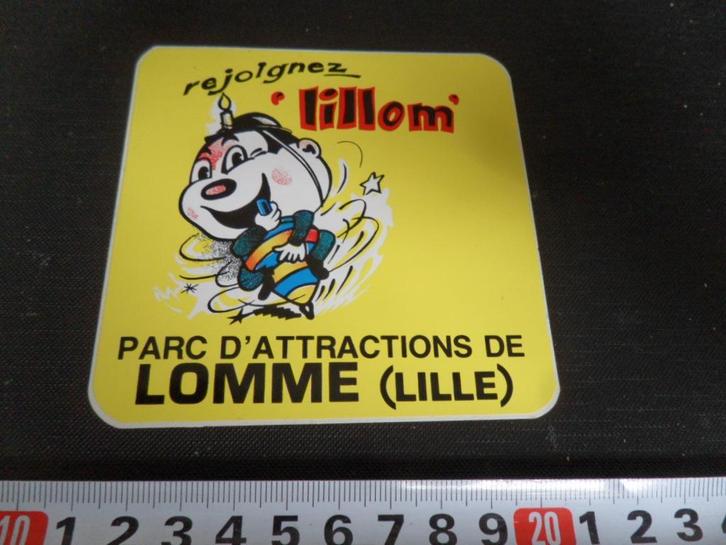 rejoignez
'lillom'
PARC D'ATTRACTIONS DE
LOMME (LILLE)
10 1 2 3 4 5 6 7 8 9 20 1 2 3 4